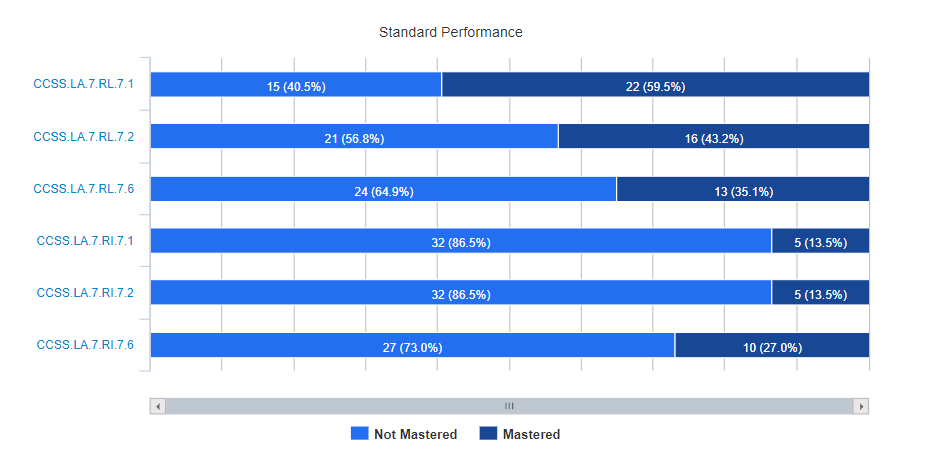 Standard Performance
CCSS.LA.7.RL.7.1 15 (40.5%) 22 (59.5%)
CCSS.LA.7.RL.7.2 21 (56.8%) 16 (43.2%)
CCSS.LA.7.RL.7.6 24 (64.9%) 13 (35.1%)
CCSS.LA.7.RI.7.1 32 (86.5%) 5 (13.5%)
CCSS.LA.7.RI.7.2 32 (86.5%) 5 (13.5%)
CCSS.LA.7.RI.7.6 27 (73.0%) 10 (27.0%)
Not Mastered Mastered